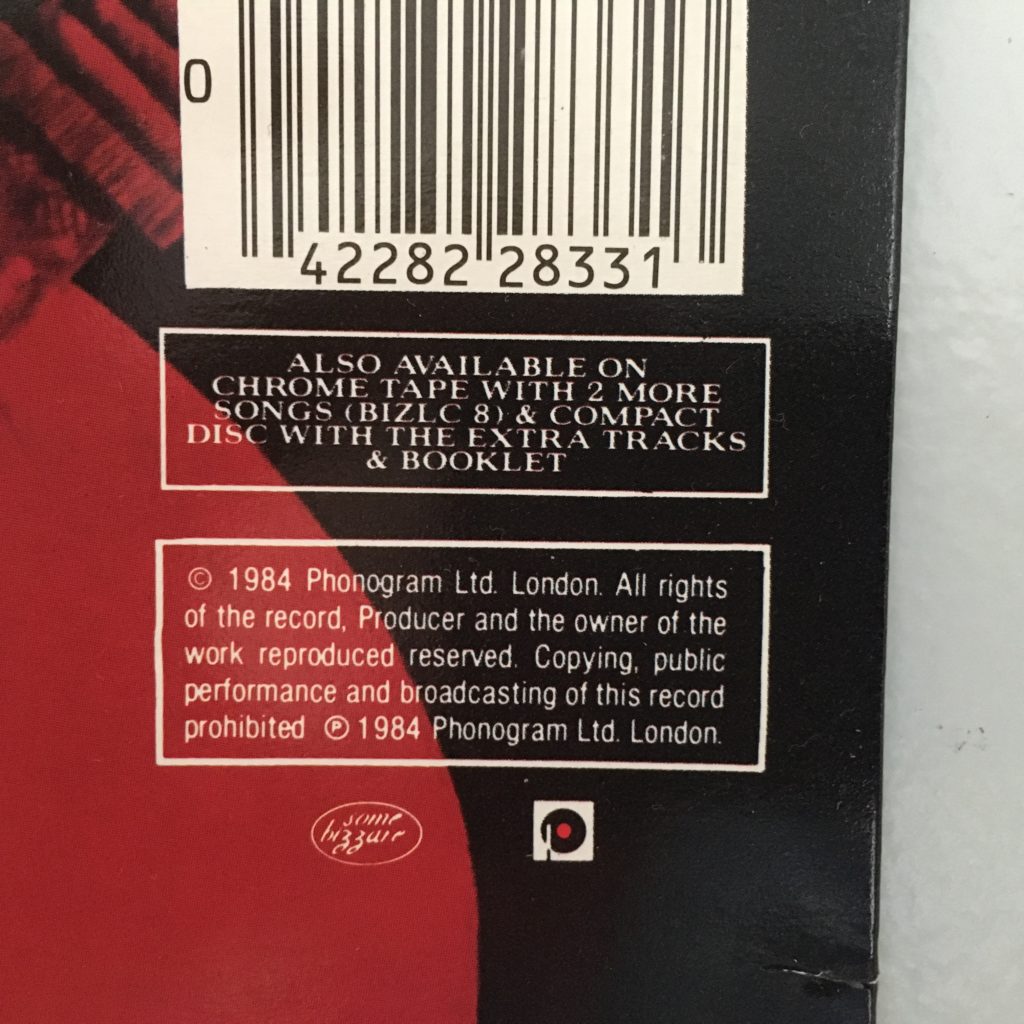 0
42282 28331
ALSO AVAILABLE ON
CHROME TAPE WITH 2 MORE
SONGS (BIZLC 8) & COMPACT
DISC WITH THE EXTRA TRACKS
& BOOKLET
© 1984 Phonogram Ltd. London. All rights
of the record, Producer and the owner of the
work reproduced reserved. Copying, public
performance and broadcasting of this record
prohibited ℗ 1984 Phonogram Ltd. London.
some
bizzare